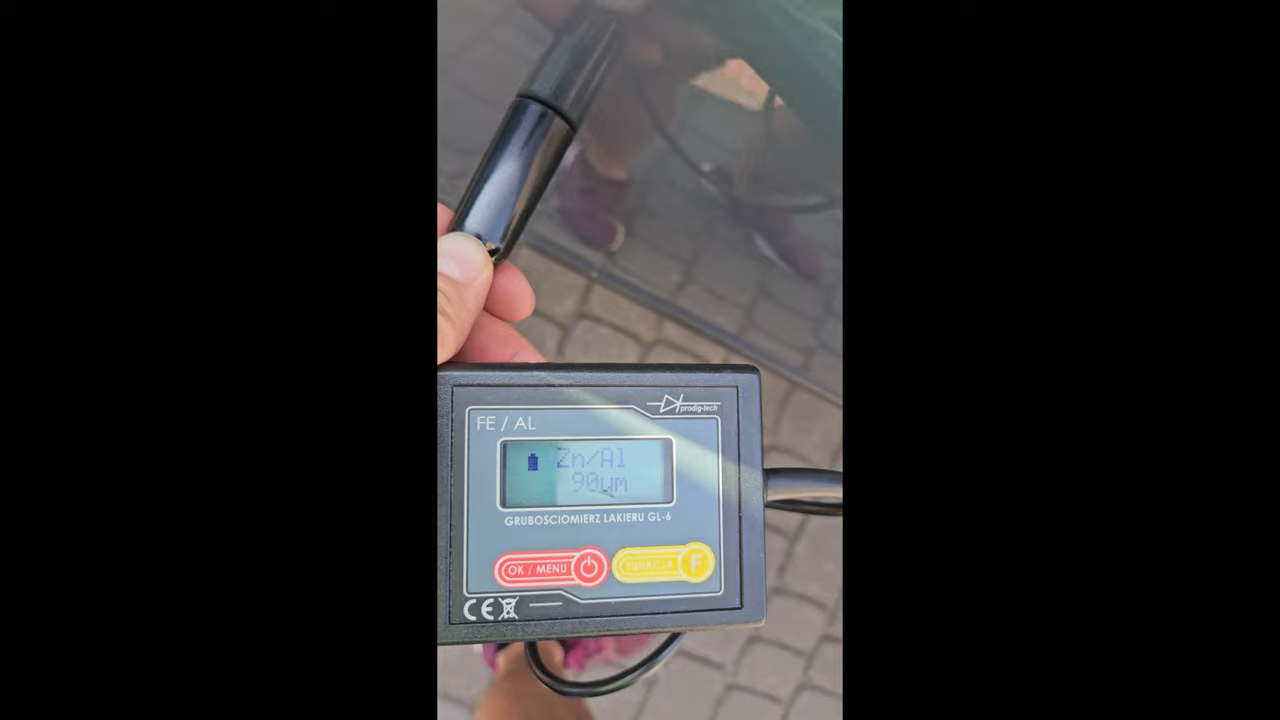 prodig-tech
FE / AL
Zn/Al
90µm
GRUBOŚCIOMIERZ LAKIERU GL-6
OK / MENU
FUNKCJA F
CE